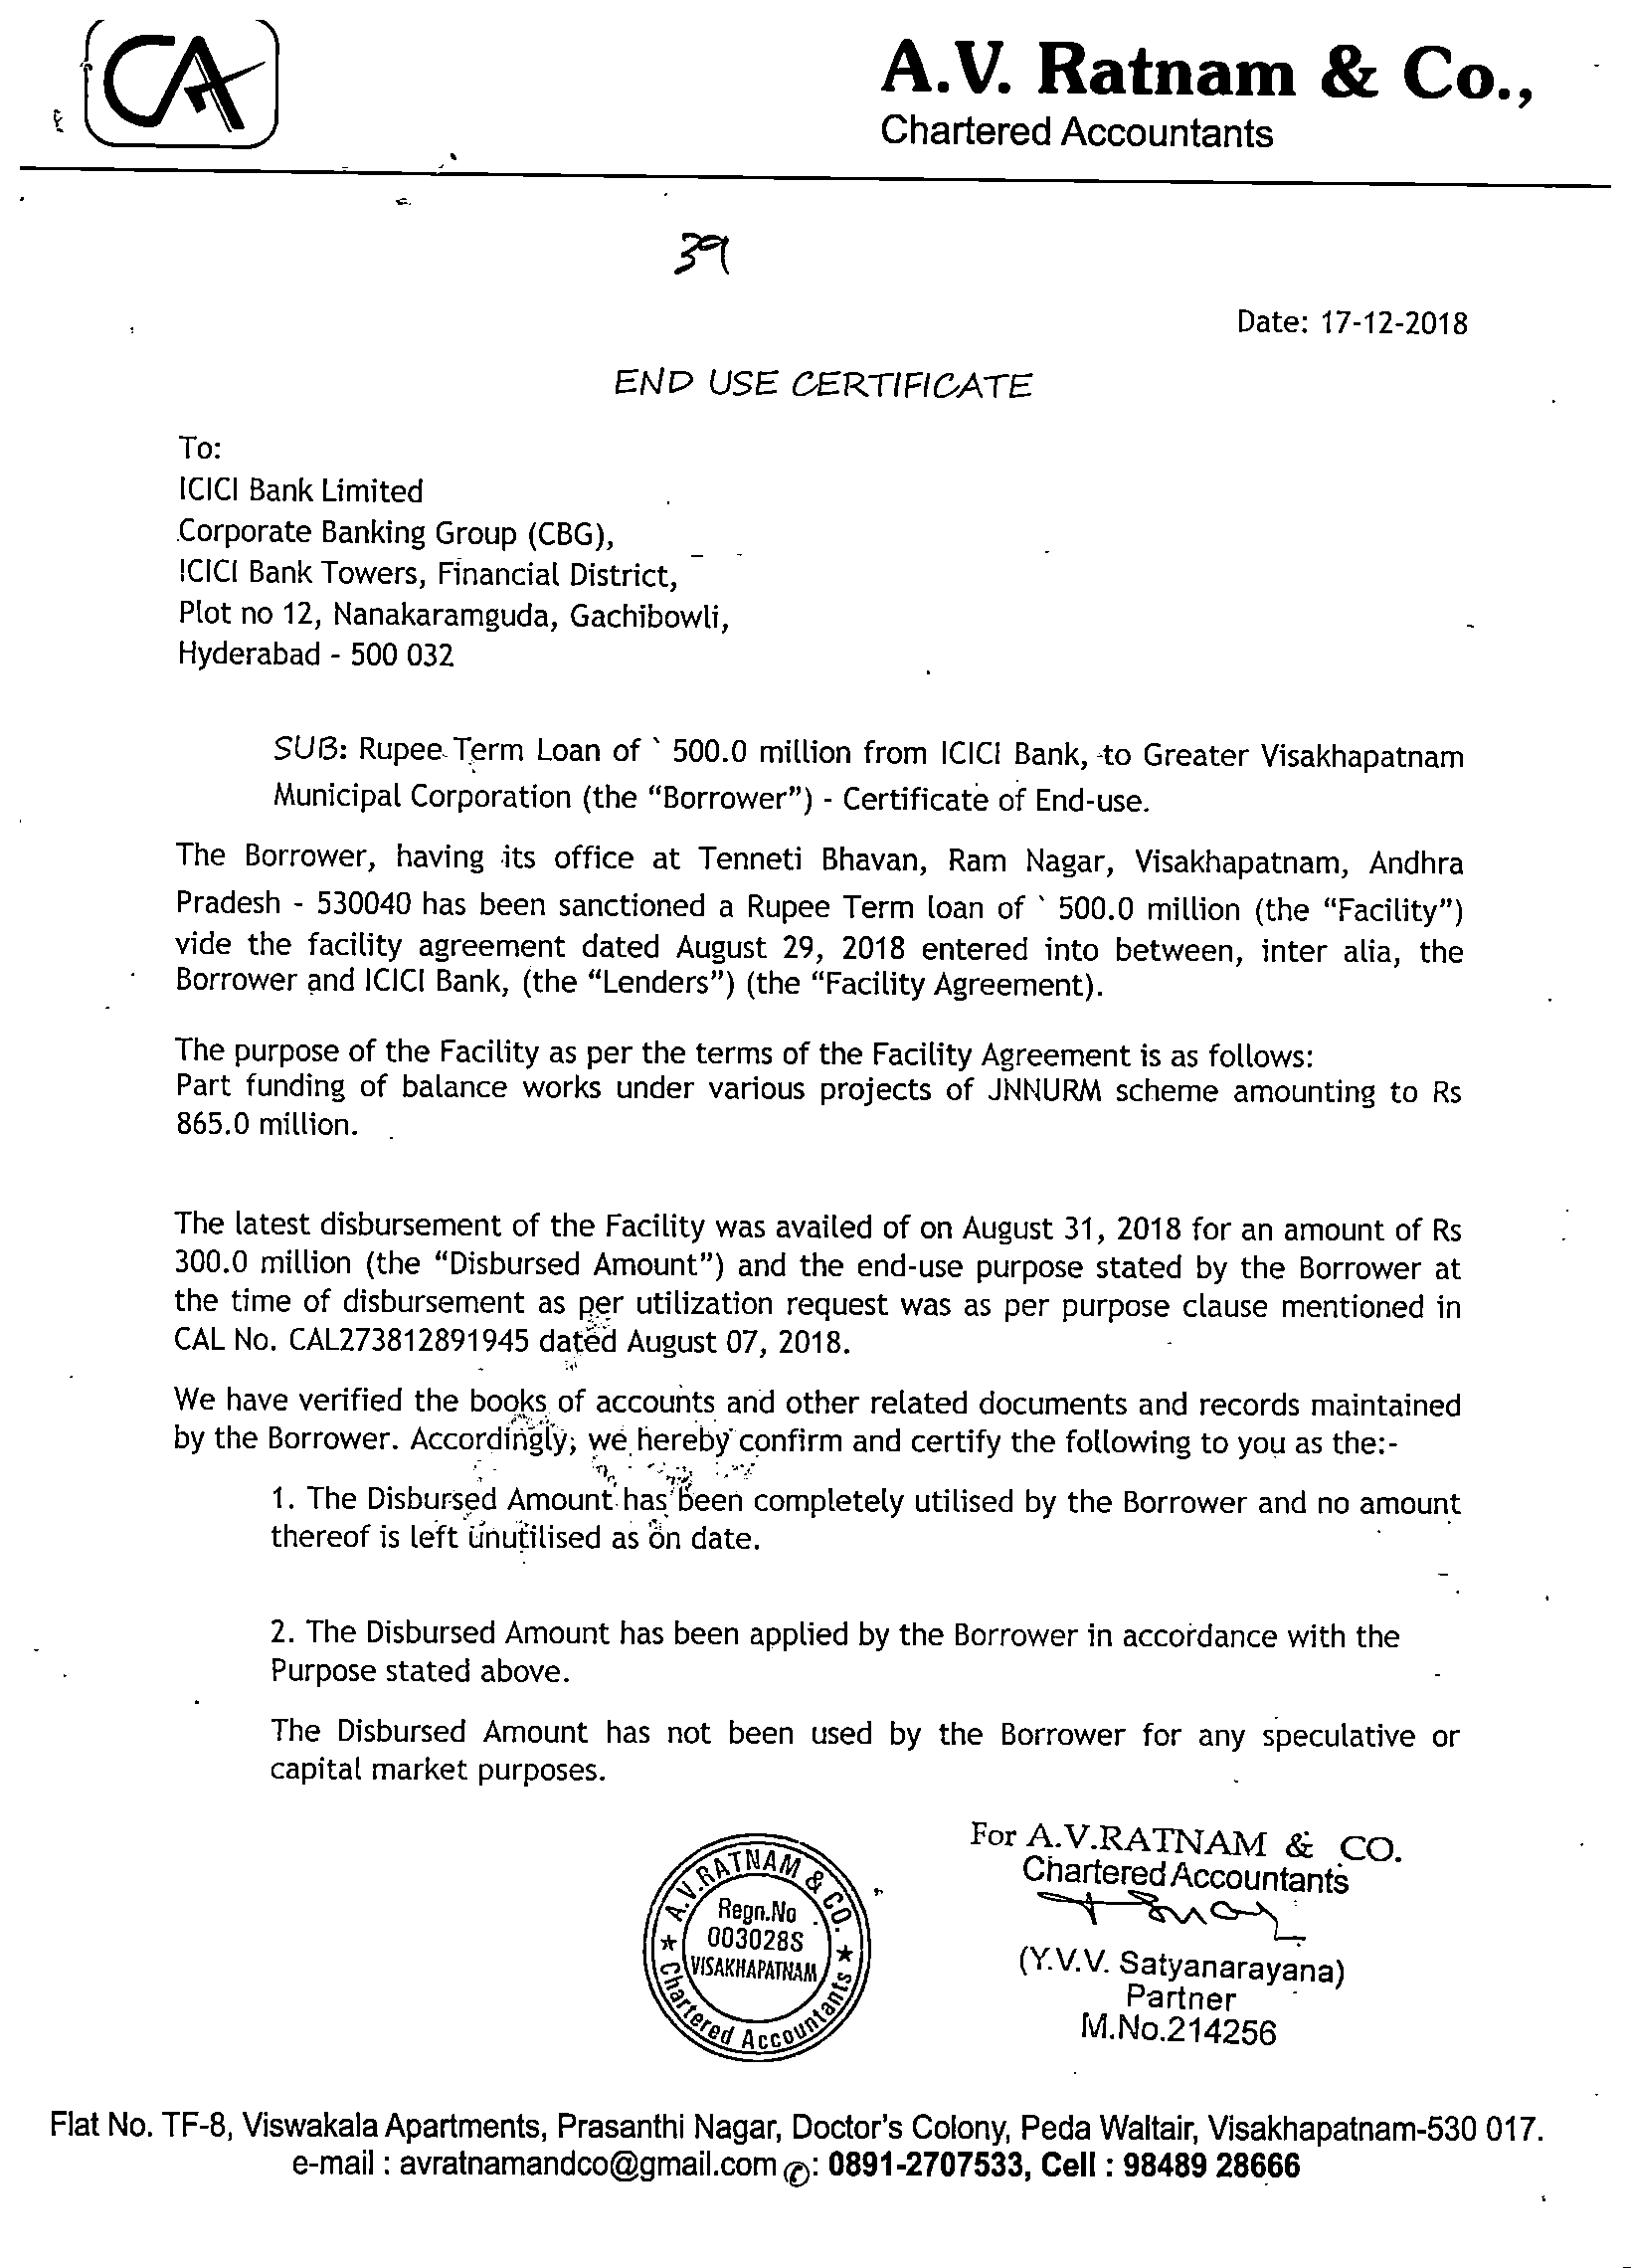 CA
A.V. Ratnam & Co.,
Chartered Accountants
39
Date: 17-12-2018
END USE CERTIFICATE
To:
ICICI Bank Limited
Corporate Banking Group (CBG),
ICICI Bank Towers, Financial District,
Plot no 12, Nanakaramguda, Gachibowli,
Hyderabad - 500 032
SUB: Rupee Term Loan of ` 500.0 million from ICICI Bank, to Greater Visakhapatnam
Municipal Corporation (the “Borrower”) - Certificate of End-use.
The Borrower, having its office at Tenneti Bhavan, Ram Nagar, Visakhapatnam, Andhra
Pradesh - 530040 has been sanctioned a Rupee Term loan of ` 500.0 million (the “Facility”)
vide the facility agreement dated August 29, 2018 entered into between, inter alia, the
Borrower and ICICI Bank, (the “Lenders”) (the “Facility Agreement).
The purpose of the Facility as per the terms of the Facility Agreement is as follows:
Part funding of balance works under various projects of JNNURM scheme amounting to Rs
865.0 million.
The latest disbursement of the Facility was availed of on August 31, 2018 for an amount of Rs
300.0 million (the “Disbursed Amount”) and the end-use purpose stated by the Borrower at
the time of disbursement as per utilization request was as per purpose clause mentioned in
CAL No. CAL273812891945 dated August 07, 2018.
We have verified the books of accounts and other related documents and records maintained
by the Borrower. Accordingly, we hereby confirm and certify the following to you as the:-
1. The Disbursed Amount has been completely utilised by the Borrower and no amount
thereof is left unutilised as on date.
2. The Disbursed Amount has been applied by the Borrower in accordance with the
Purpose stated above.
The Disbursed Amount has not been used by the Borrower for any speculative or
capital market purposes.
A.V.RATNAM & CO.
Regn.No
003028S
VISAKHAPATNAM
Chartered Accountants
For A.V.RATNAM & CO.
Chartered Accountants
(Y.V.V. Satyanarayana)
Partner
M.No.214256
Flat No. TF-8, Viswakala Apartments, Prasanthi Nagar, Doctor's Colony, Peda Waltair, Visakhapatnam-530 017.
e-mail : avratnamandco@gmail.com ✆: 0891-2707533, Cell : 98489 28666